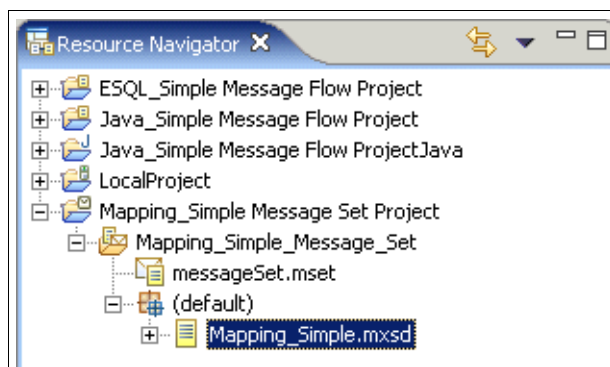 Resource Navigator
ESQL_Simple Message Flow Project
Java_Simple Message Flow Project
Java_Simple Message Flow ProjectJava
LocalProject
Mapping_Simple Message Set Project
Mapping_Simple_Message_Set
messageSet.mset
(default)
Mapping_Simple.mxsd